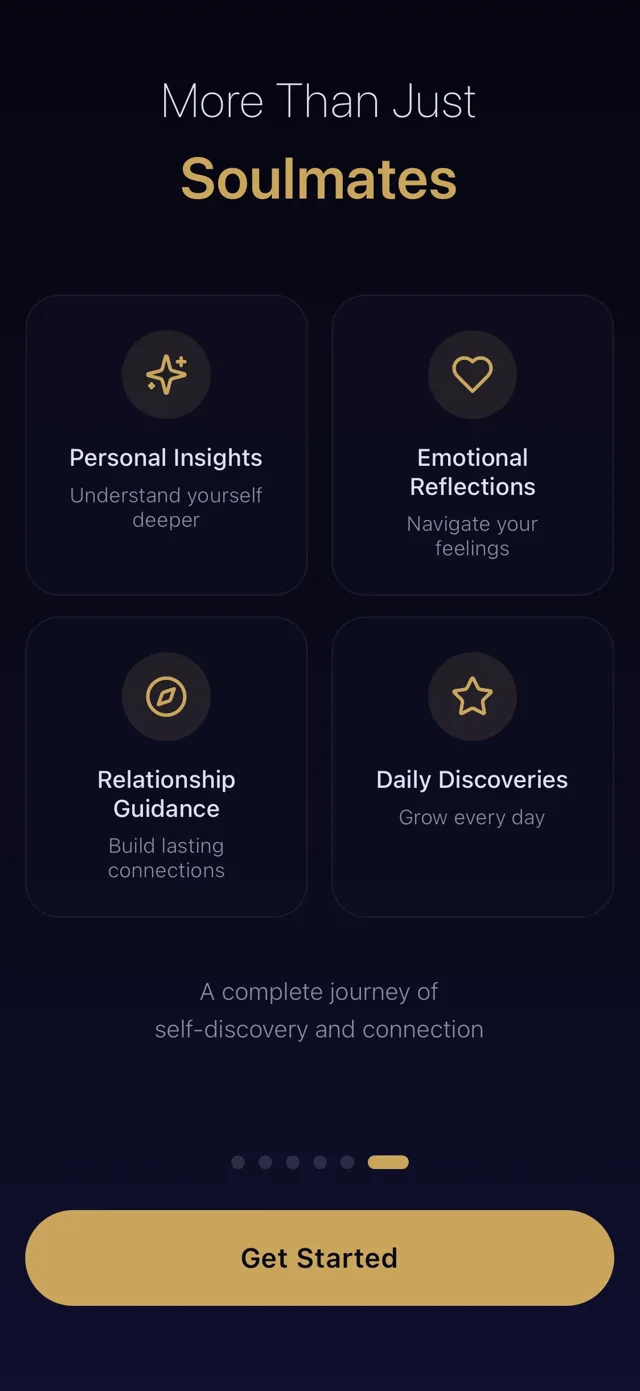 More Than Just
Soulmates
Personal Insights
Understand yourself
deeper
Emotional
Reflections
Navigate your
feelings
Relationship
Guidance
Build lasting
connections
Daily Discoveries
Grow every day
A complete journey of
self-discovery and connection
Get Started